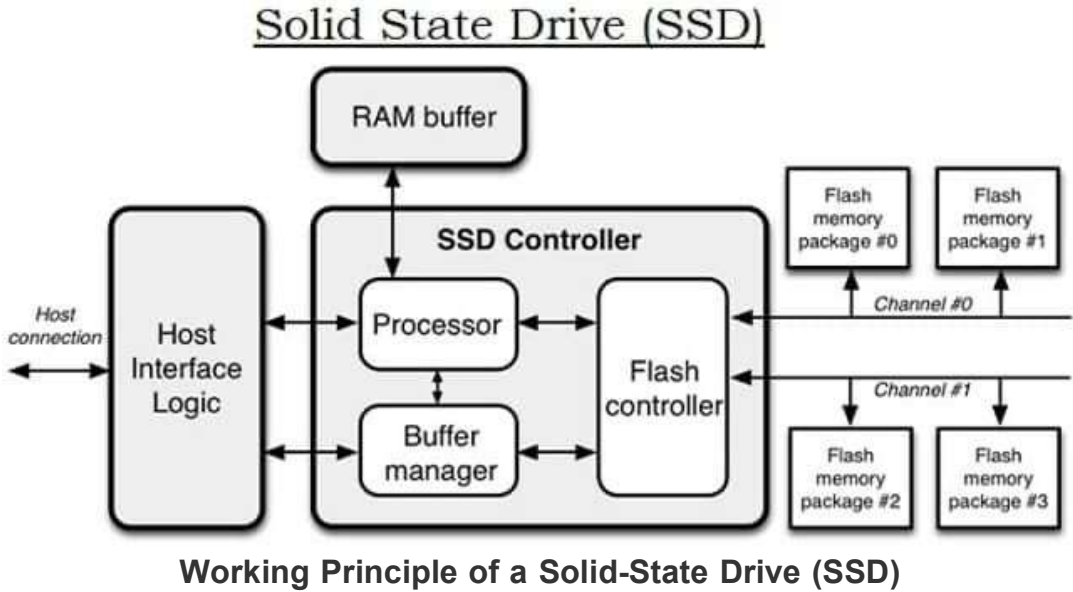 Solid State Drive (SSD)
RAM buffer
SSD Controller
Host
connection
Host
Interface
Logic
Processor
Buffer
manager
Flash
controller
Flash
memory
package #0
Flash
memory
package #1
Channel #0
Channel #1
Flash
memory
package #2
Flash
memory
package #3
Working Principle of a Solid-State Drive (SSD)